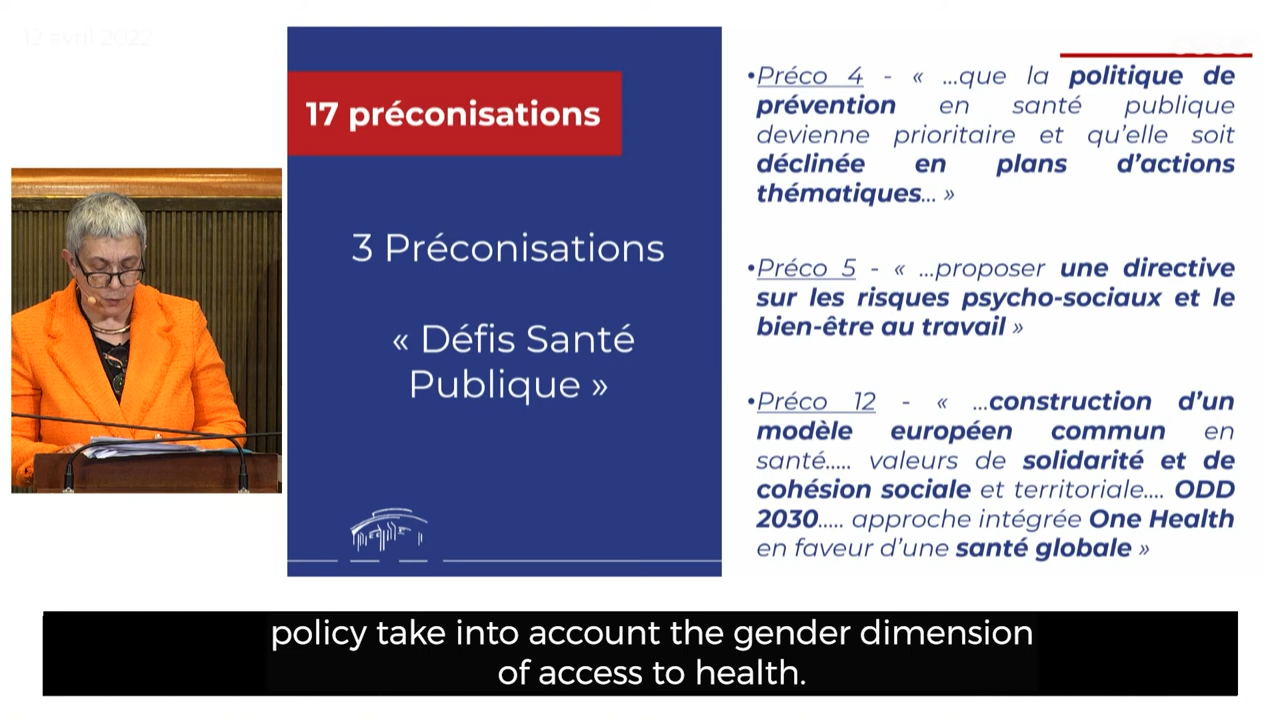 12 avril 2022
17 préconisations
3 Préconisations
« Défis Santé
Publique »
•Préco 4 - « ...que la politique de
prévention en santé publique
devienne prioritaire et qu'elle soit
déclinée en plans d'actions
thématiques... »
•Préco 5 - « ...proposer une directive
sur les risques psycho-sociaux et le
bien-être au travail »
•Préco 12 - « ...construction d'un
modèle européen commun en
santé..... valeurs de solidarité et de
cohésion sociale et territoriale.... ODD
2030..... approche intégrée One Health
en faveur d'une santé globale »
policy take into account the gender dimension
of access to health.